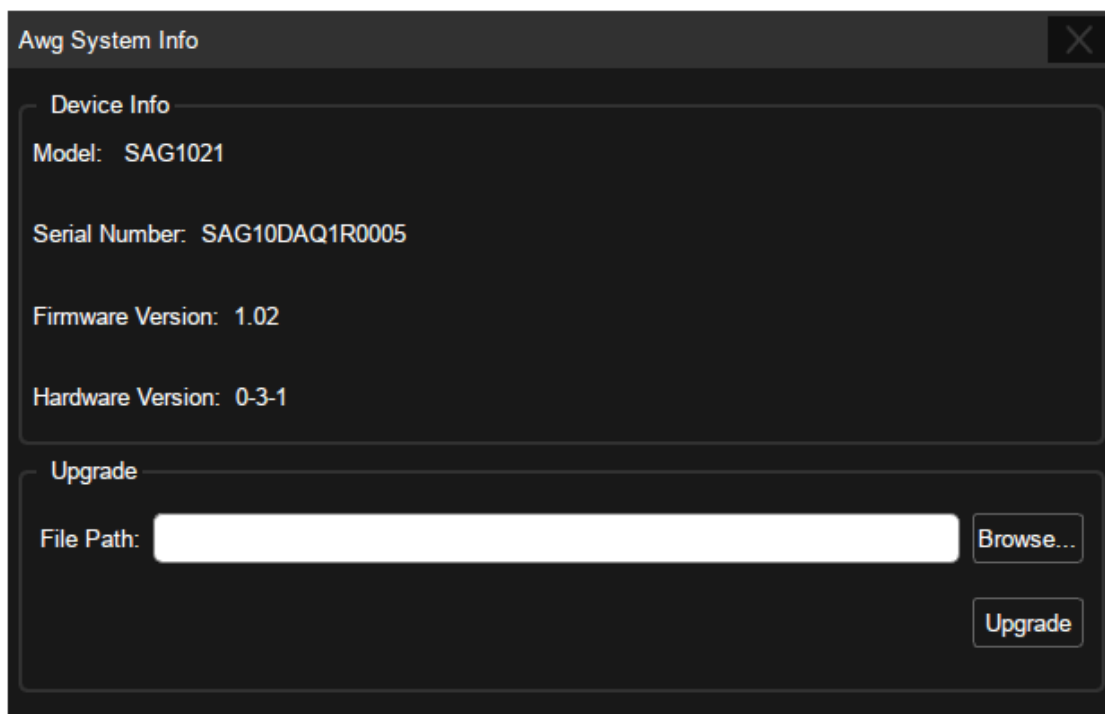 Awg System Info
Device Info
Model: SAG1021
Serial Number: SAG10DAQ1R0005
Firmware Version: 1.02
Hardware Version: 0-3-1
Upgrade
File Path: Browse...
Upgrade